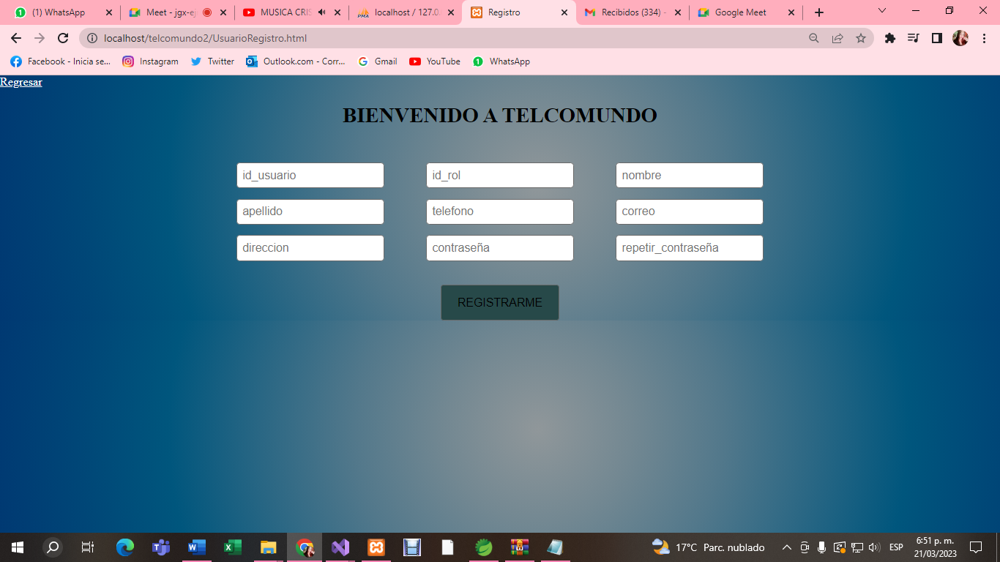 (1) WhatsApp
Meet - jgx-ej
MUSICA CRIS
PMA localhost / 127.0.
Registro
Recibidos (334) -
Google Meet
localhost/telcomundo2/UsuarioRegistro.html
Facebook - Inicia se... Instagram Twitter Outlook.com - Corr... Gmail YouTube WhatsApp
Regresar
BIENVENIDO A TELCOMUNDO
id_usuario id_rol nombre
apellido telefono correo
direccion contraseña repetir_contraseña
REGISTRARME
17°C Parc. nublado
ESP
6:51 p. m.
21/03/2023